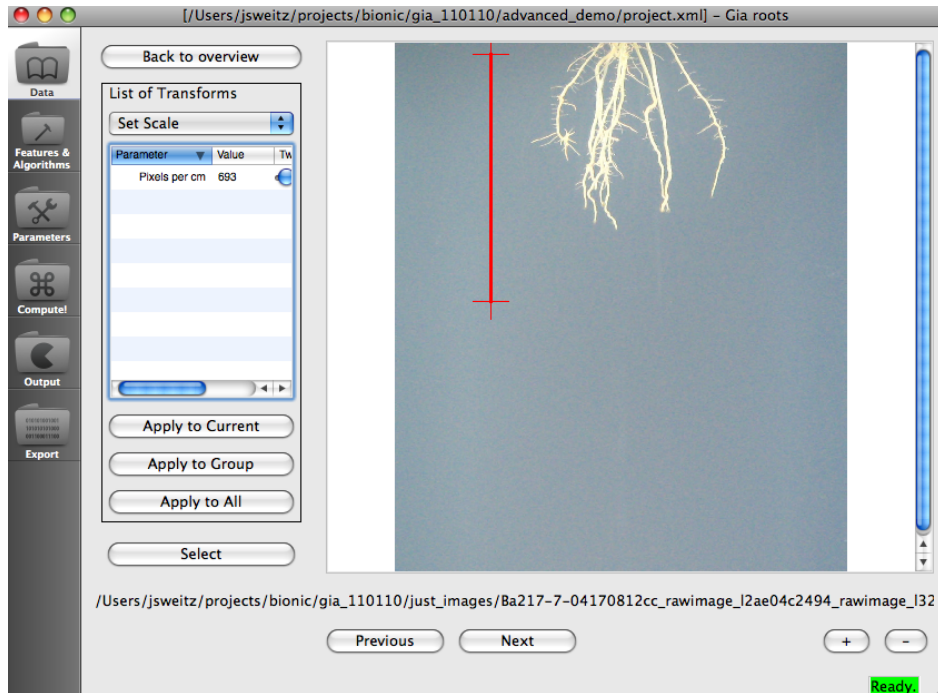 [/Users/jsweitz/projects/bionic/gia_110110/advanced_demo/project.xml] – Gia roots
Data
Features &
Algorithms
Parameters
Compute!
Output
Export
Back to overview
List of Transforms
Set Scale
Parameter Value Tw
Pixels per cm 693
Apply to Current
Apply to Group
Apply to All
Select
/Users/jsweitz/projects/bionic/gia_110110/just_images/Ba217-7-04170812cc_rawimage_l2ae04c2494_rawimage_l32
Previous Next + -
Ready.